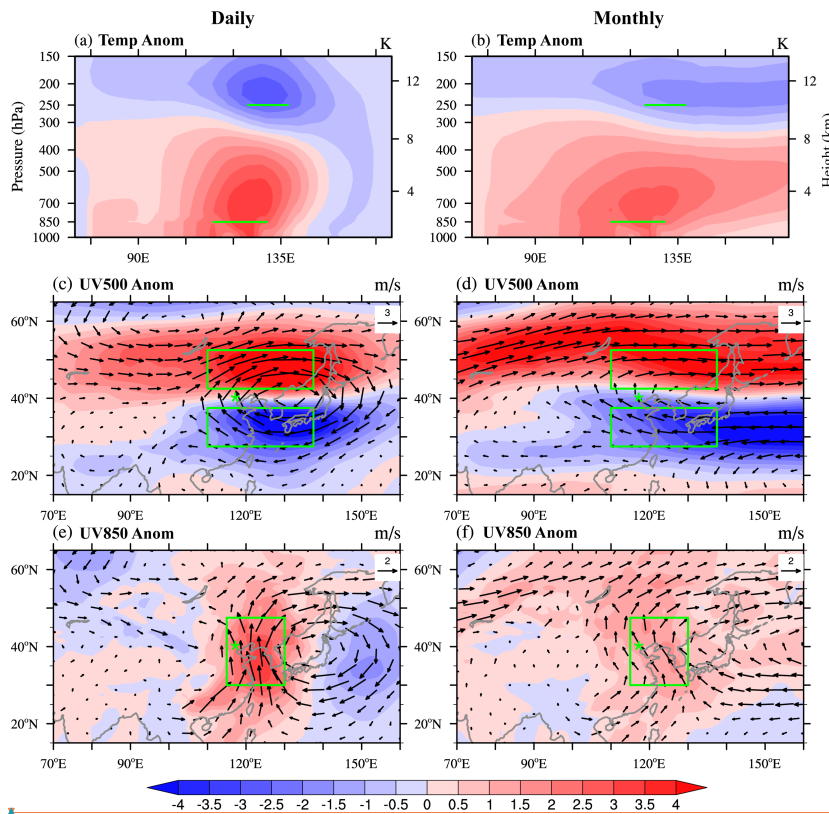 Daily Monthly
(a) Temp Anom K (b) Temp Anom K
150 150
200 12 200 12
250 250
300 300
8 8
400 400
500 500
4 4
700 700
850 850
1000 1000
Pressure (hPa) Height (km)
90E 135E 90E 135E
(c) UV500 Anom m/s (d) UV500 Anom m/s
3 3
60°N 60°N
40°N 40°N
20°N 20°N
70°E 90°E 120°E 150°E 70°E 90°E 120°E 150°E
(e) UV850 Anom m/s (f) UV850 Anom m/s
2 2
60°N 60°N
40°N 40°N
20°N 20°N
70°E 90°E 120°E 150°E 70°E 90°E 120°E 150°E
-4 -3.5 -3 -2.5 -2 -1.5 -1 -0.5 0 0.5 1 1.5 2 2.5 3 3.5 4